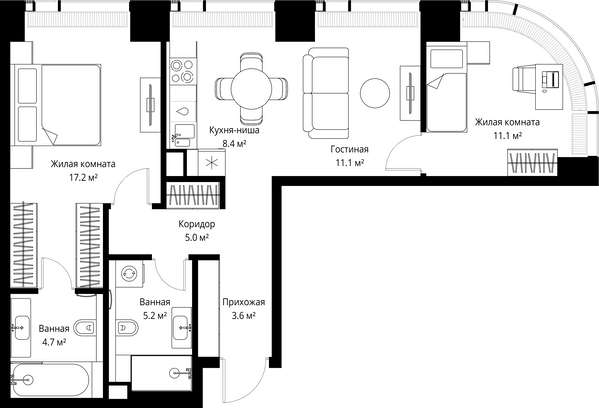 Жилая комната
17.2 м²
Кухня-ниша
8.4 м²
Гостиная
11.1 м²
Жилая комната
11.1 м²
Коридор
5.0 м²
Ванная
4.7 м²
Ванная
5.2 м²
Прихожая
3.6 м²